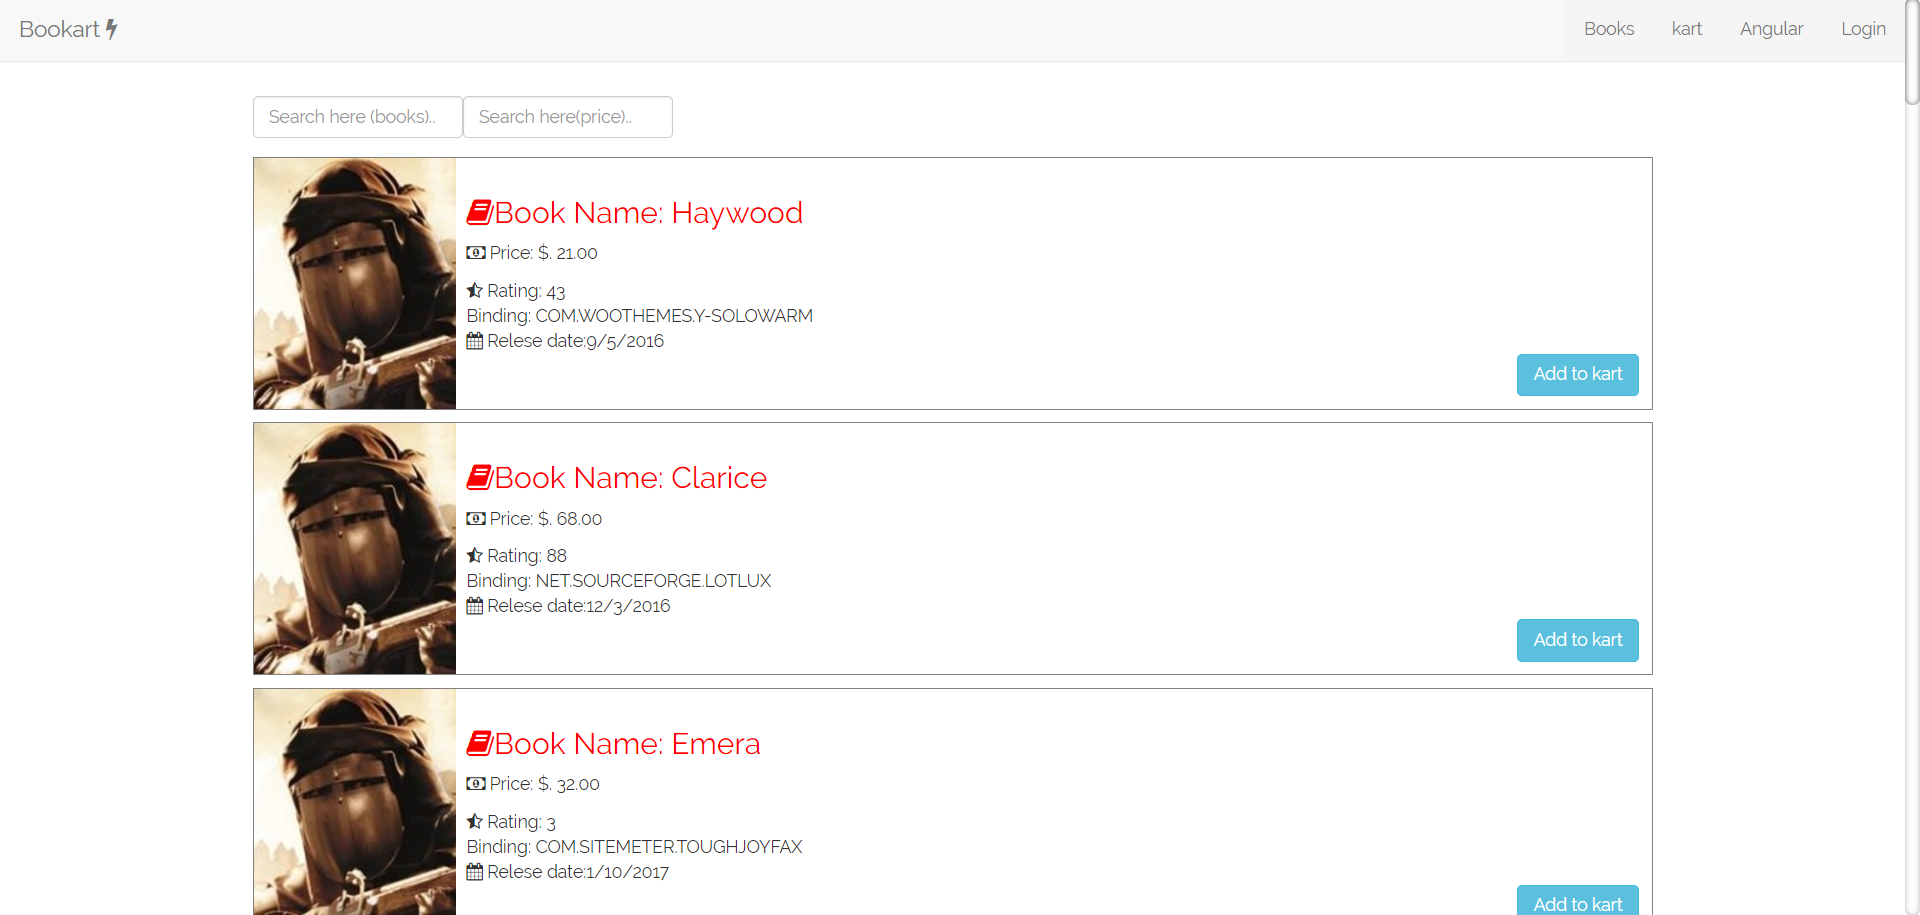 Bookart
Books kart Angular Login
Search here (books).. Search here(price)..
Book Name: Haywood
Price: $. 21.00
Rating: 43
Binding: COM.WOOTHEMES.Y-SOLOWARM
Relese date:9/5/2016
Add to kart
Book Name: Clarice
Price: $. 68.00
Rating: 88
Binding: NET.SOURCEFORGE.LOTLUX
Relese date:12/3/2016
Add to kart
Book Name: Emera
Price: $. 32.00
Rating: 3
Binding: COM.SITEMETER.TOUGHJOYFAX
Relese date:1/10/2017
Add to kart